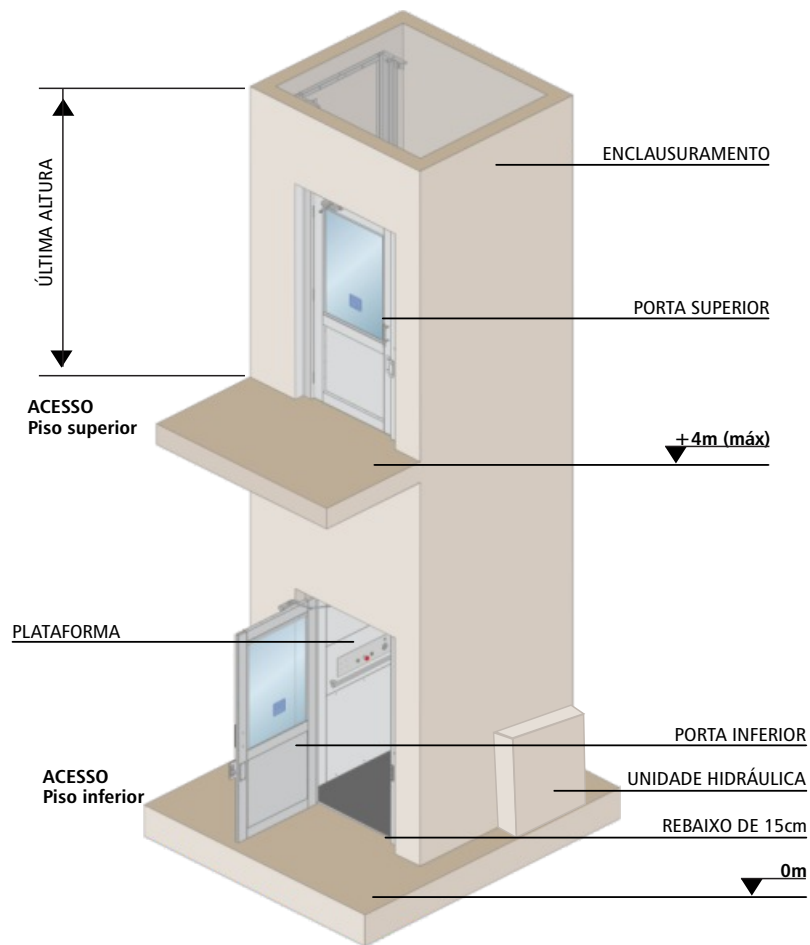 ENCLAUSURAMENTO
ÚLTIMA ALTURA
PORTA SUPERIOR
ACESSO
Piso superior
+4m (máx)
PLATAFORMA
PORTA INFERIOR
ACESSO
Piso inferior
UNIDADE HIDRÁULICA
REBAIXO DE 15cm
0m